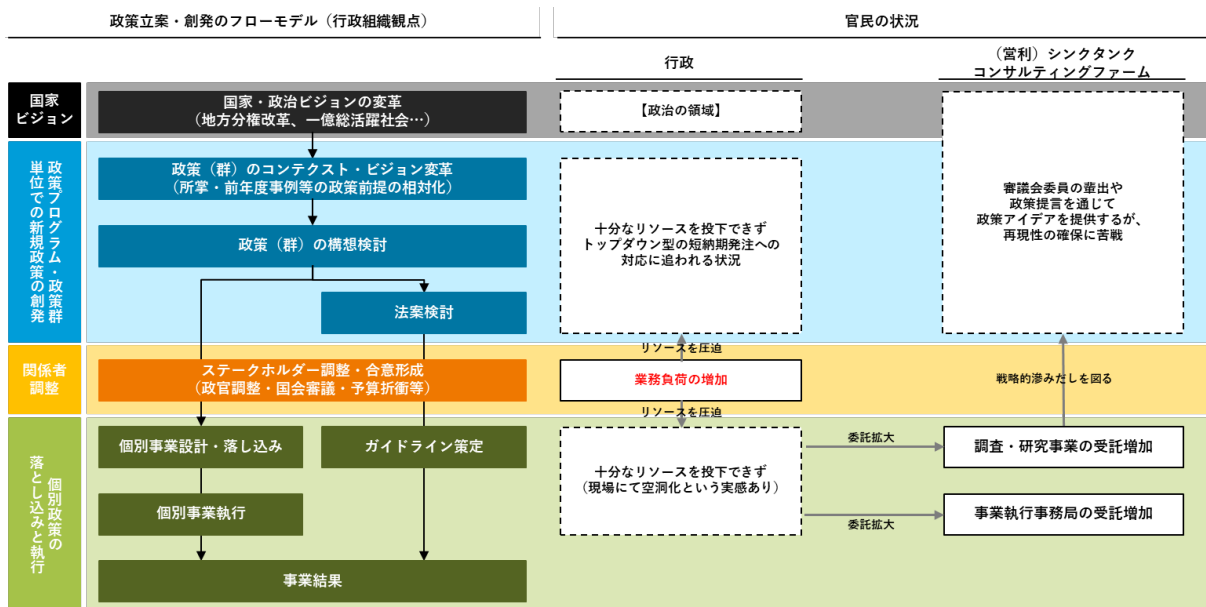 政策立案・創発のフローモデル（行政組織観点）
官民の状況
行政
（営利）シンクタンク
コンサルティングファーム
国家
ビジョン
国家・政治ビジョンの変革
（地方分権改革、一億総活躍社会…）
【政治の領域】
政策プログラム・政策群
単位での新規政策の創発
政策（群）のコンテクスト・ビジョン変革
（所掌・前年度事例等の政策前提の相対化）
政策（群）の構想検討
法案検討
十分なリソースを投下できず
トップダウン型の短納期発注への
対応に追われる状況
審議会委員の輩出や
政策提言を通じて
政策アイデアを提供するが、
再現性の確保に苦戦
リソースを圧迫
関係者
調整
ステークホルダー調整・合意形成
（政官調整・国会審議・予算折衝等）
業務負荷の増加
戦略的滲みだしを図る
リソースを圧迫
個別政策の
落とし込みと執行
個別事業設計・落し込み
ガイドライン策定
個別事業執行
事業結果
十分なリソースを投下できず
（現場にて空洞化という実感あり）
委託拡大
調査・研究事業の受託増加
委託拡大
事業執行事務局の受託増加